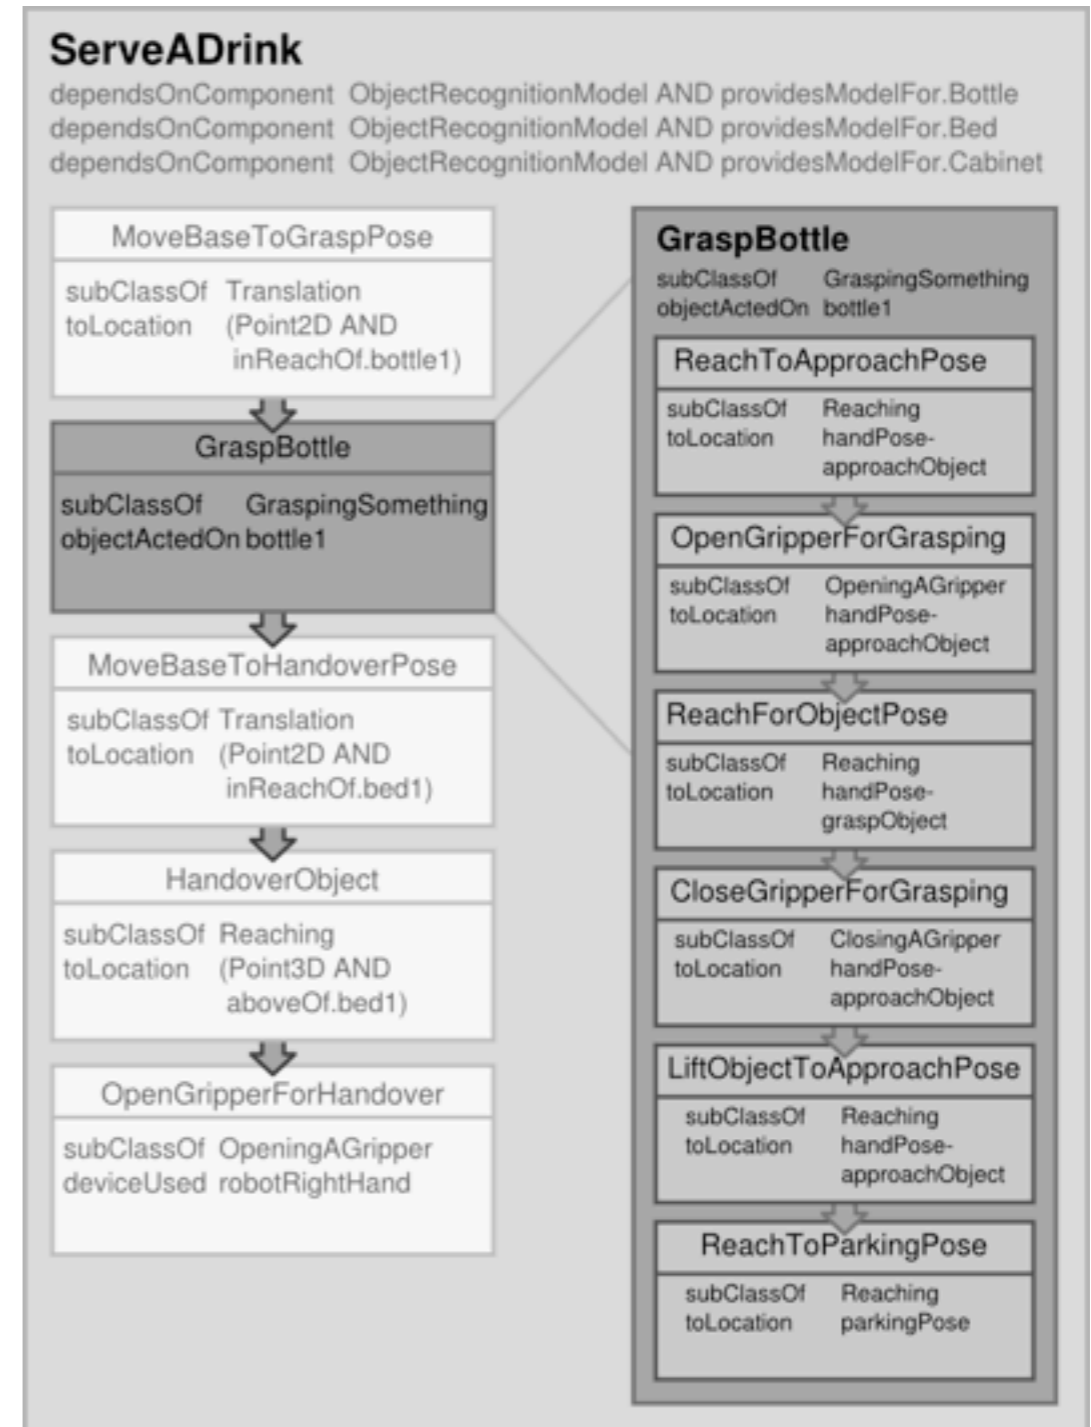 ServeADrink
dependsOnComponent ObjectRecognitionModel AND providesModelFor.Bottle
dependsOnComponent ObjectRecognitionModel AND providesModelFor.Bed
dependsOnComponent ObjectRecognitionModel AND providesModelFor.Cabinet
MoveBaseToGraspPose
subClassOf Translation
toLocation (Point2D AND
inReachOf.bottle1)
GraspBottle
subClassOf GraspingSomething
objectActedOn bottle1
MoveBaseToHandoverPose
subClassOf Translation
toLocation (Point2D AND
inReachOf.bed1)
HandoverObject
subClassOf Reaching
toLocation (Point3D AND
aboveOf.bed1)
OpenGripperForHandover
subClassOf OpeningAGripper
deviceUsed robotRightHand
GraspBottle
subClassOf GraspingSomething
objectActedOn bottle1
ReachToApproachPose
subClassOf Reaching
toLocation handPose-
approachObject
OpenGripperForGrasping
subClassOf OpeningAGripper
toLocation handPose-
approachObject
ReachForObjectPose
subClassOf Reaching
toLocation handPose-
graspObject
CloseGripperForGrasping
subClassOf ClosingAGripper
toLocation handPose-
approachObject
LiftObjectToApproachPose
subClassOf Reaching
toLocation handPose-
approachObject
ReachToParkingPose
subClassOf Reaching
toLocation parkingPose